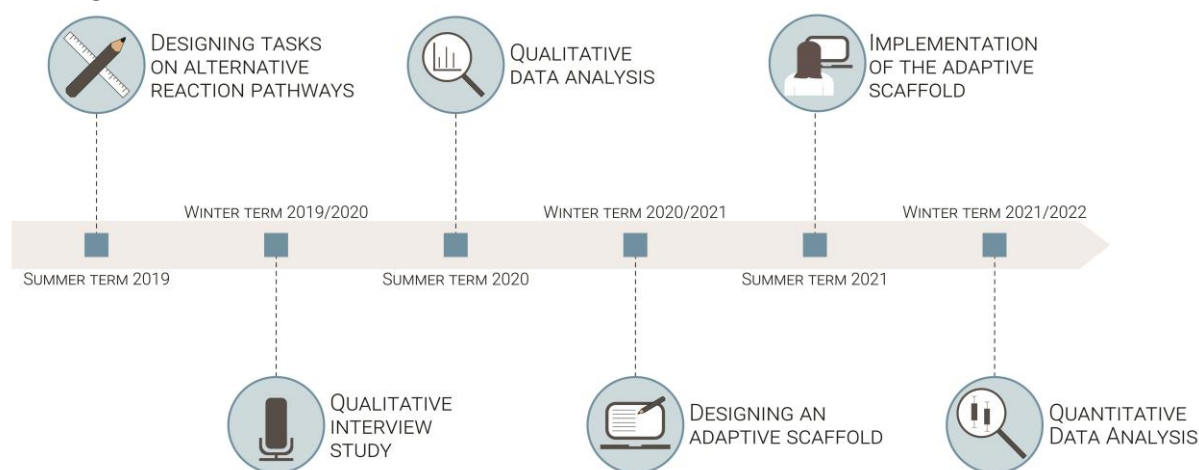 DESIGNING TASKS
ON ALTERNATIVE
REACTION PATHWAYS
QUALITATIVE
DATA ANALYSIS
IMPLEMENTATION
OF THE ADAPTIVE
SCAFFOLD
WINTER TERM 2019/2020
WINTER TERM 2020/2021
WINTER TERM 2021/2022
SUMMER TERM 2019
SUMMER TERM 2020
SUMMER TERM 2021
QUALITATIVE
INTERVIEW
STUDY
DESIGNING AN
ADAPTIVE SCAFFOLD
QUANTITATIVE
DATA ANALYSIS